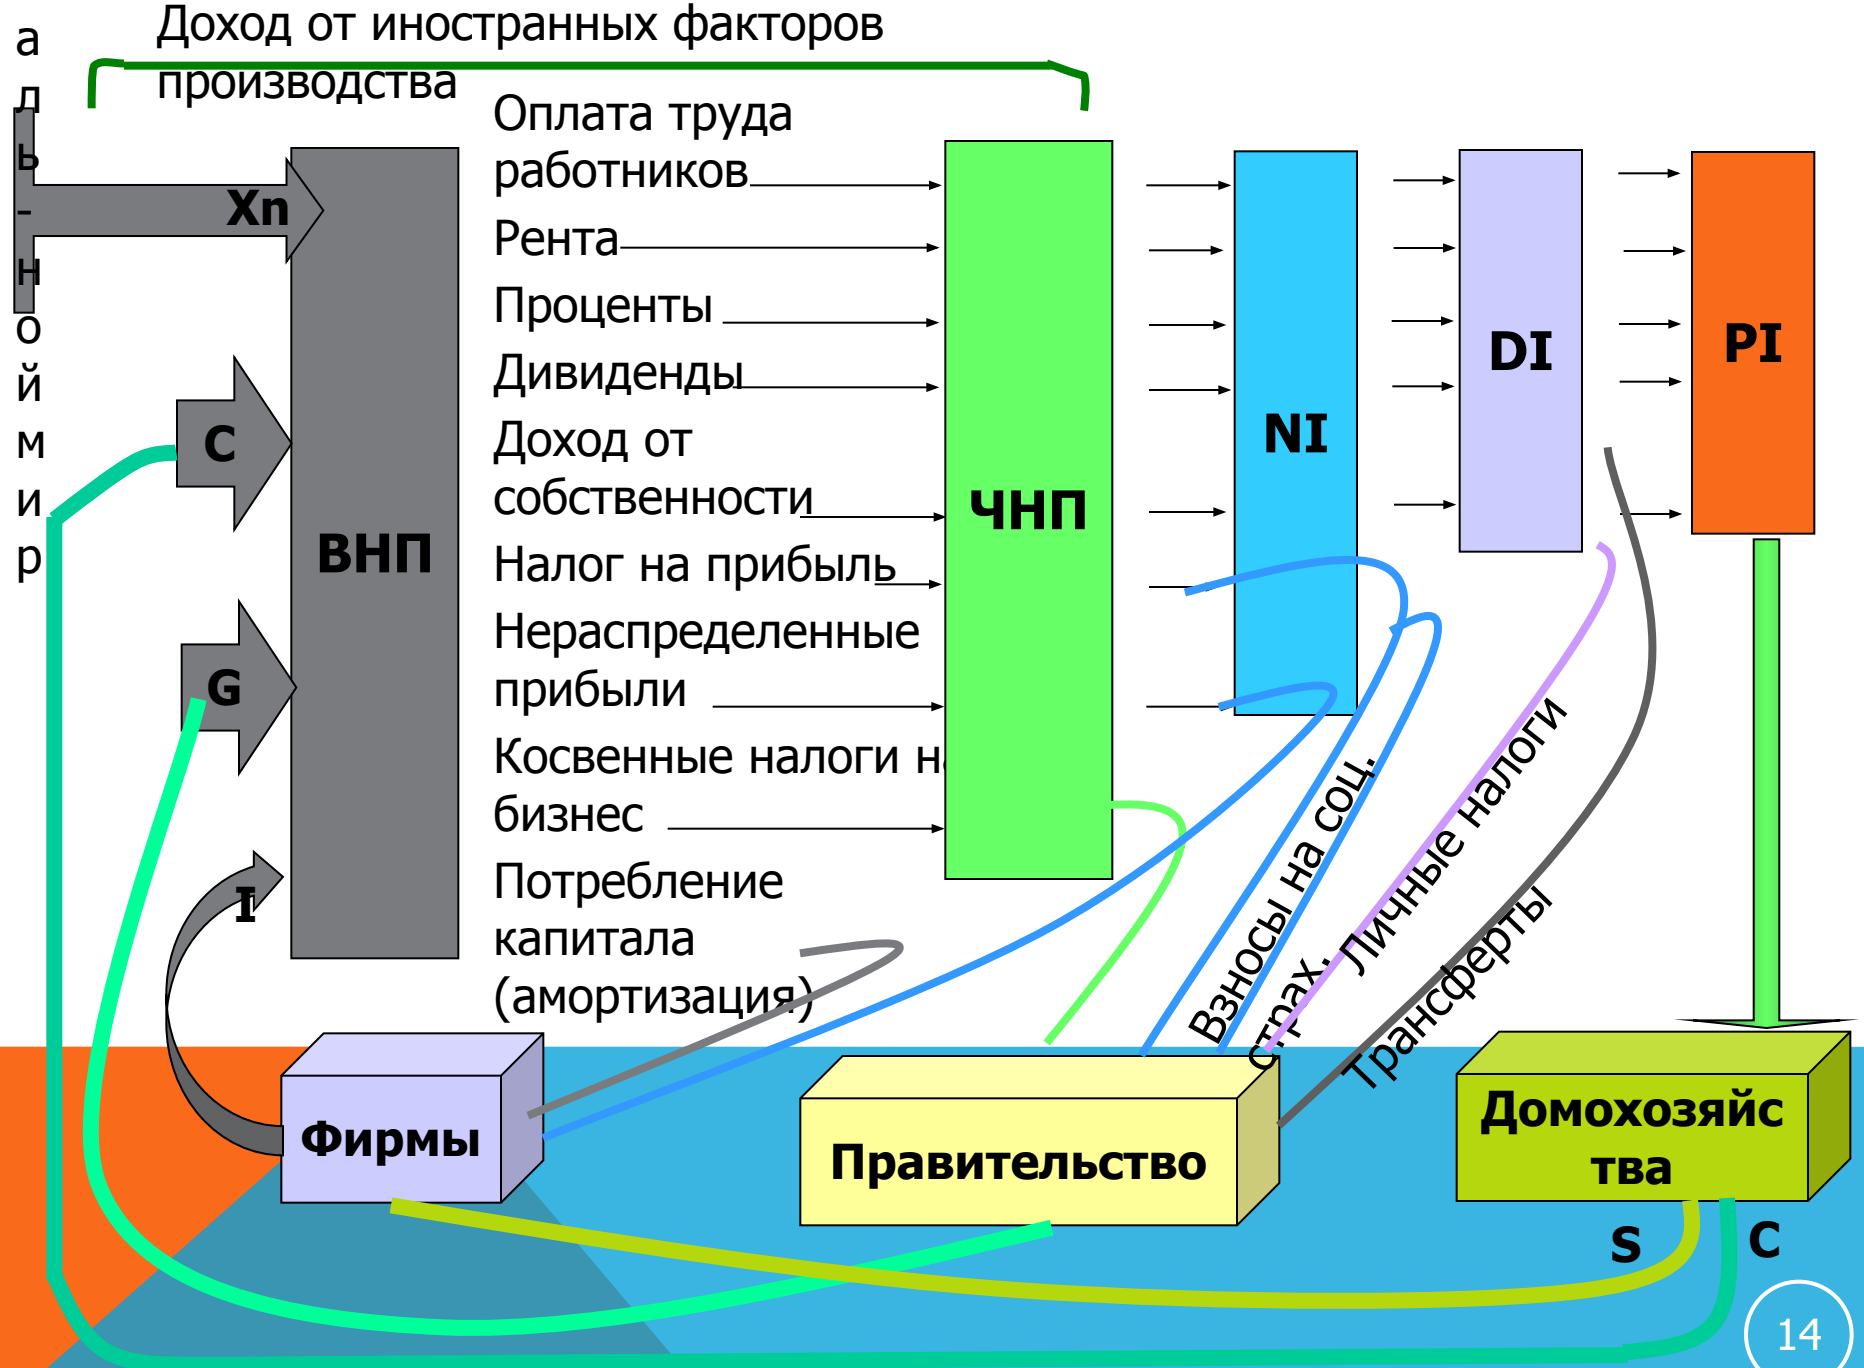 Доход от иностранных факторов
производства
а
л
ь
-
н
о
й
м
и
р
Xn
C
G
I
ВНП
Оплата труда
работников
Рента
Проценты
Дивиденды
Доход от
собственности
Налог на прибыль
Нераспределенные
прибыли
Косвенные налоги на
бизнес
Потребление
капитала
(амортизация)
ЧНП
NI
DI
PI
Взносы на соц.
страх.
Личные налоги
Трансферты
Фирмы
Правительство
Домохозяйс
тва
S
C
14